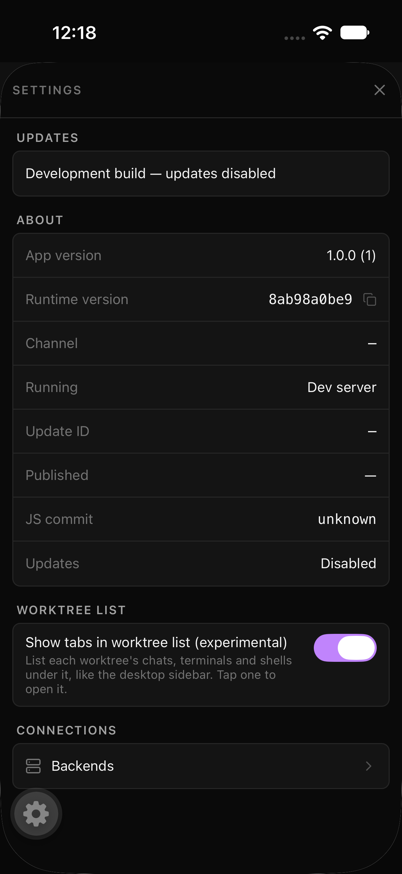 12:18
SETTINGS
UPDATES
Development build — updates disabled
ABOUT
App version 1.0.0 (1)
Runtime version 8ab98a0be9
Channel —
Running Dev server
Update ID —
Published —
JS commit unknown
Updates Disabled
WORKTREE LIST
Show tabs in worktree list (experimental)
List each worktree's chats, terminals and shells
under it, like the desktop sidebar. Tap one to
open it.
CONNECTIONS
Backends